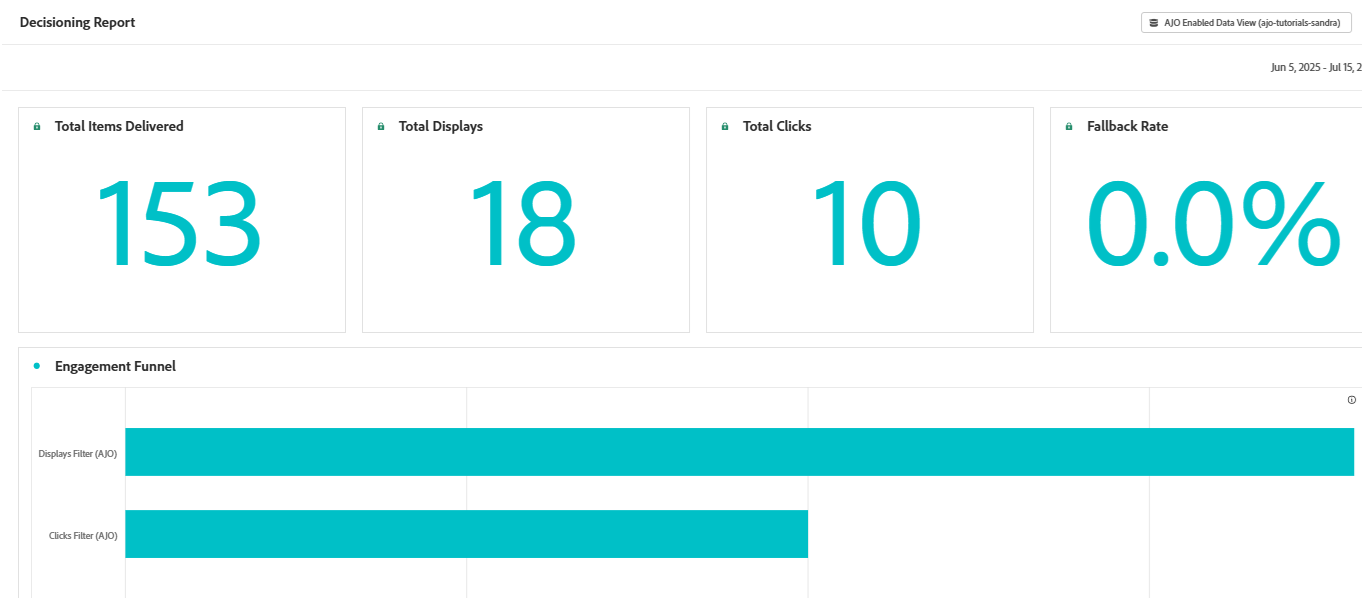 Decisioning Report
AJO Enabled Data View (ajo-tutorials-sandra)
Jun 5, 2025 - Jul 15, 2
Total Items Delivered
153
Total Displays
18
Total Clicks
10
Fallback Rate
0.0%
Engagement Funnel
Displays Filter (AJO)
Clicks Filter (AJO)